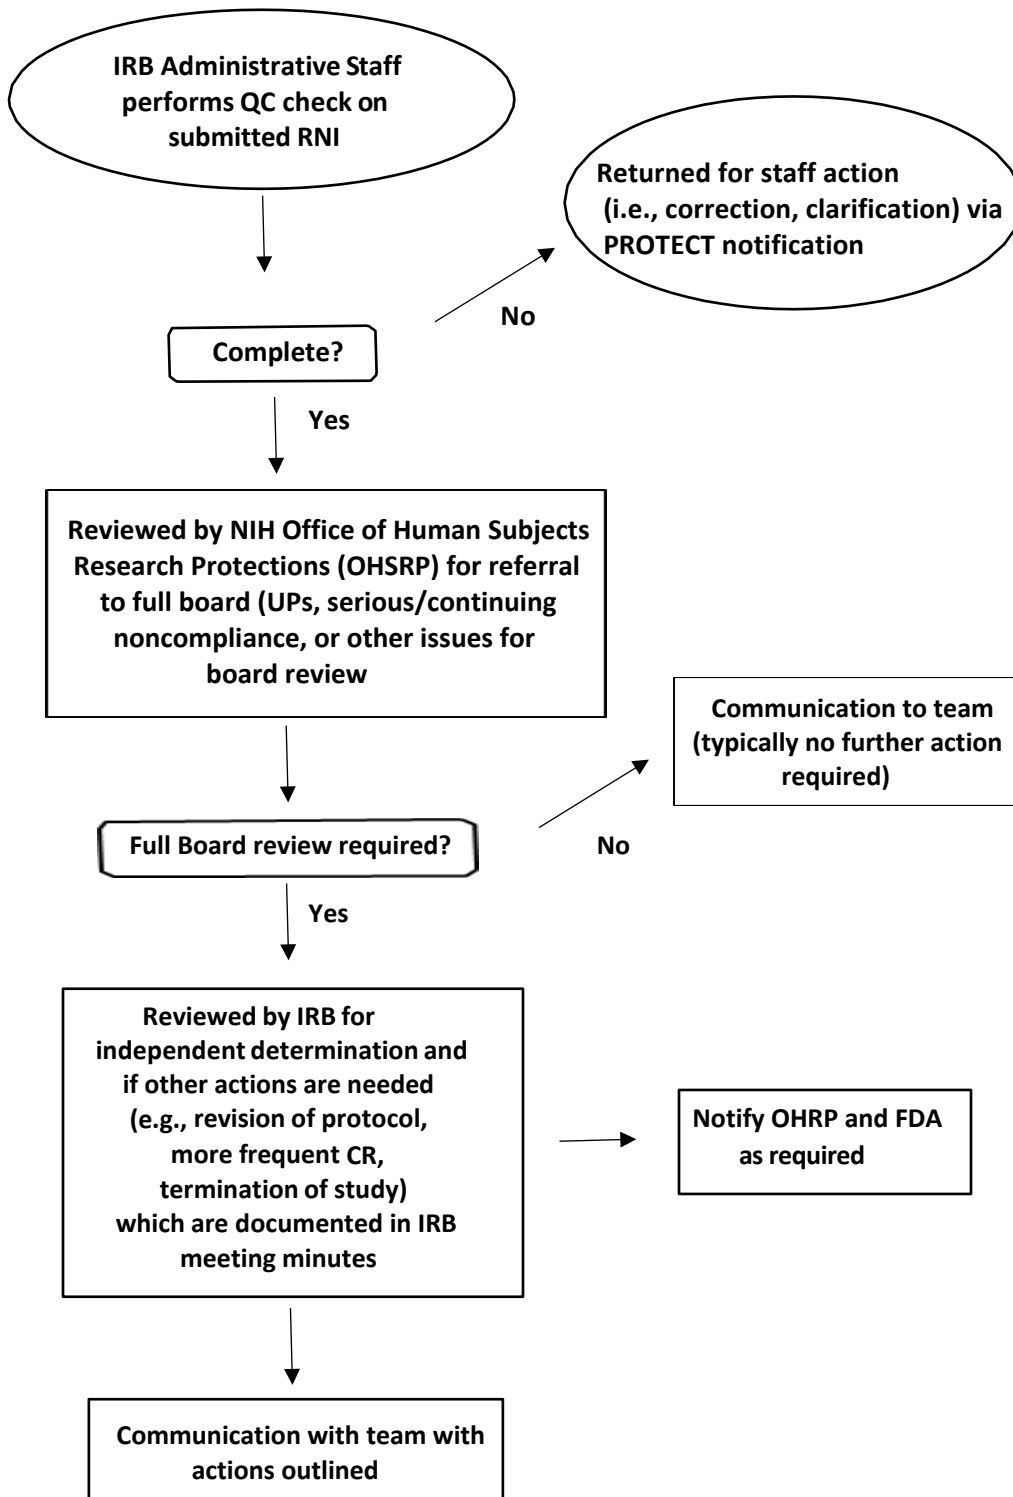 IRB Administrative Staff
performs QC check on
submitted RNI
Returned for staff action
(i.e., correction, clarification) via
PROTECT notification
No
Complete?
Yes
Reviewed by NIH Office of Human Subjects
Research Protections (OHSRP) for referral
to full board (UPs, serious/continuing
noncompliance, or other issues for
board review
Communication to team
(typically no further action
required)
Full Board review required?
No
Yes
Reviewed by IRB for
independent determination and
if other actions are needed
(e.g., revision of protocol,
more frequent CR,
termination of study)
which are documented in IRB
meeting minutes
Notify OHRP and FDA
as required
Communication with team with
actions outlined